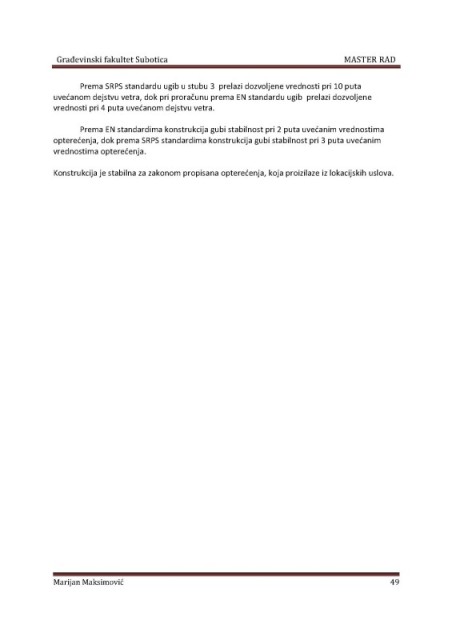 Građevinski fakultet Subotica MASTER RAD
Prema SRPS standardu ugib u stubu 3 prelazi dozvoljene vrednosti pri 10 puta
uvećanom dejstvu vetra, dok pri proračunu prema EN standardu ugib prelazi dozvoljene
vrednosti pri 4 puta uvećanom dejstvu vetra.
Prema EN standardima konstrukcija gubi stabilnost pri 2 puta uvećanim vrednostima
opterećenja, dok prema SRPS standardima konstrukcija gubi stabilnost pri 3 puta uvećanim
vrednostima opterećenja.
Konstrukcija je stabilna za zakonom propisana opterećenja, koja proizilaze iz lokacijskih uslova.
Marijan Maksimović 49